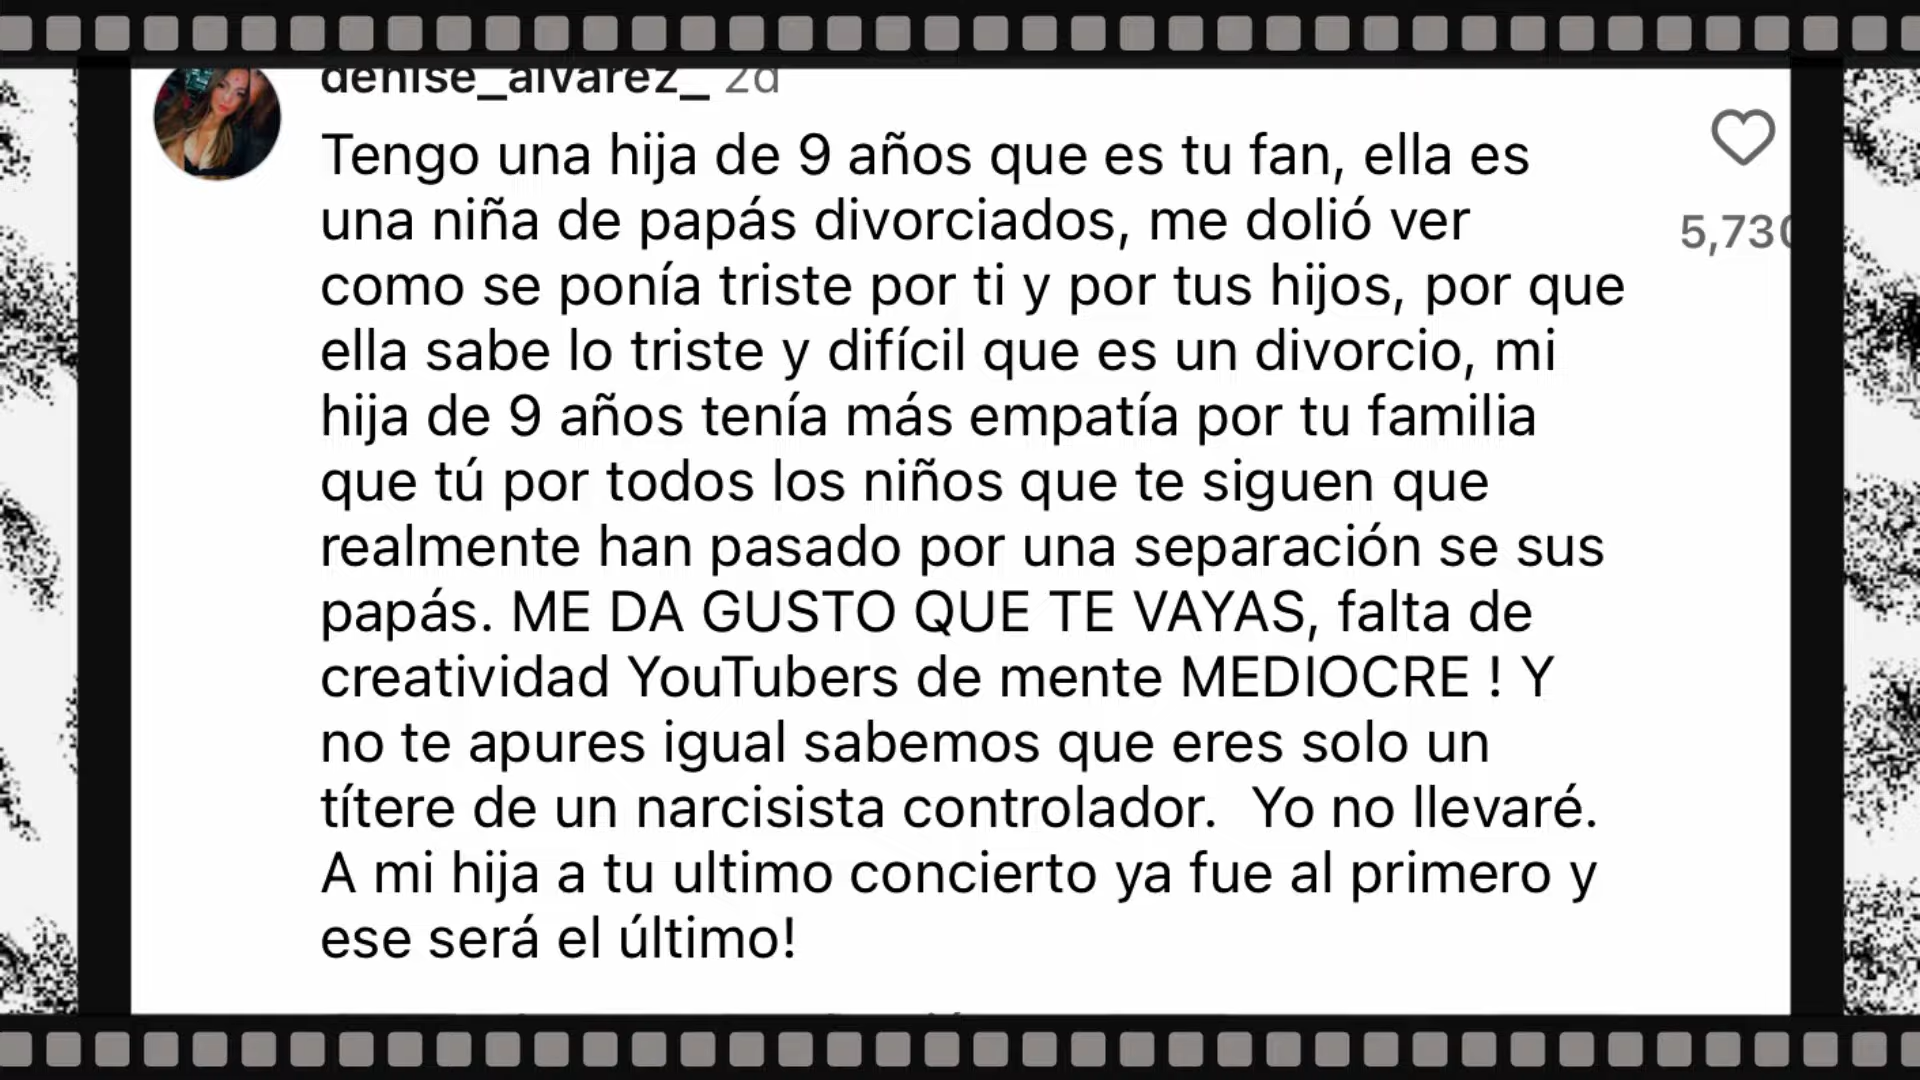 denise_alvarez_ 2d
Tengo una hija de 9 años que es tu fan, ella es
una niña de papás divorciados, me dolió ver
como se ponía triste por ti y por tus hijos, por que
ella sabe lo triste y difícil que es un divorcio, mi
hija de 9 años tenía más empatía por tu familia
que tú por todos los niños que te siguen que
realmente han pasado por una separación se sus
papás. ME DA GUSTO QUE TE VAYAS, falta de
creatividad YouTubers de mente MEDIOCRE ! Y
no te apures igual sabemos que eres solo un
títere de un narcisista controlador.  Yo no llevaré.
A mi hija a tu ultimo concierto ya fue al primero y
ese será el último!
5,730